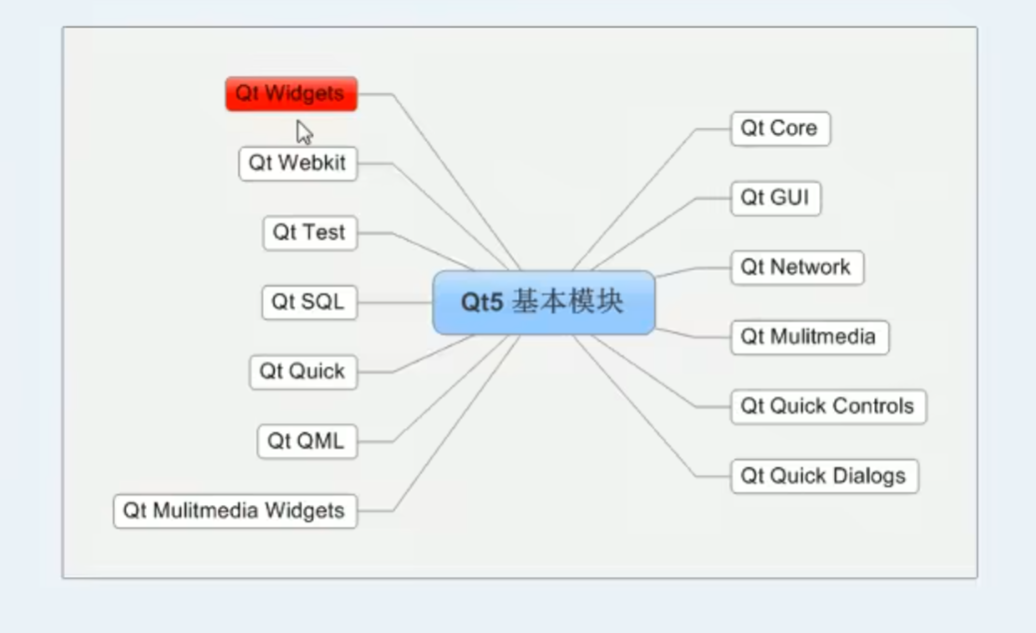 Qt Widgets
Qt Webkit
Qt Test
Qt SQL
Qt Quick
Qt QML
Qt Mulitmedia Widgets
Qt5 基本模块
Qt Core
Qt GUI
Qt Network
Qt Mulitmedia
Qt Quick Controls
Qt Quick Dialogs